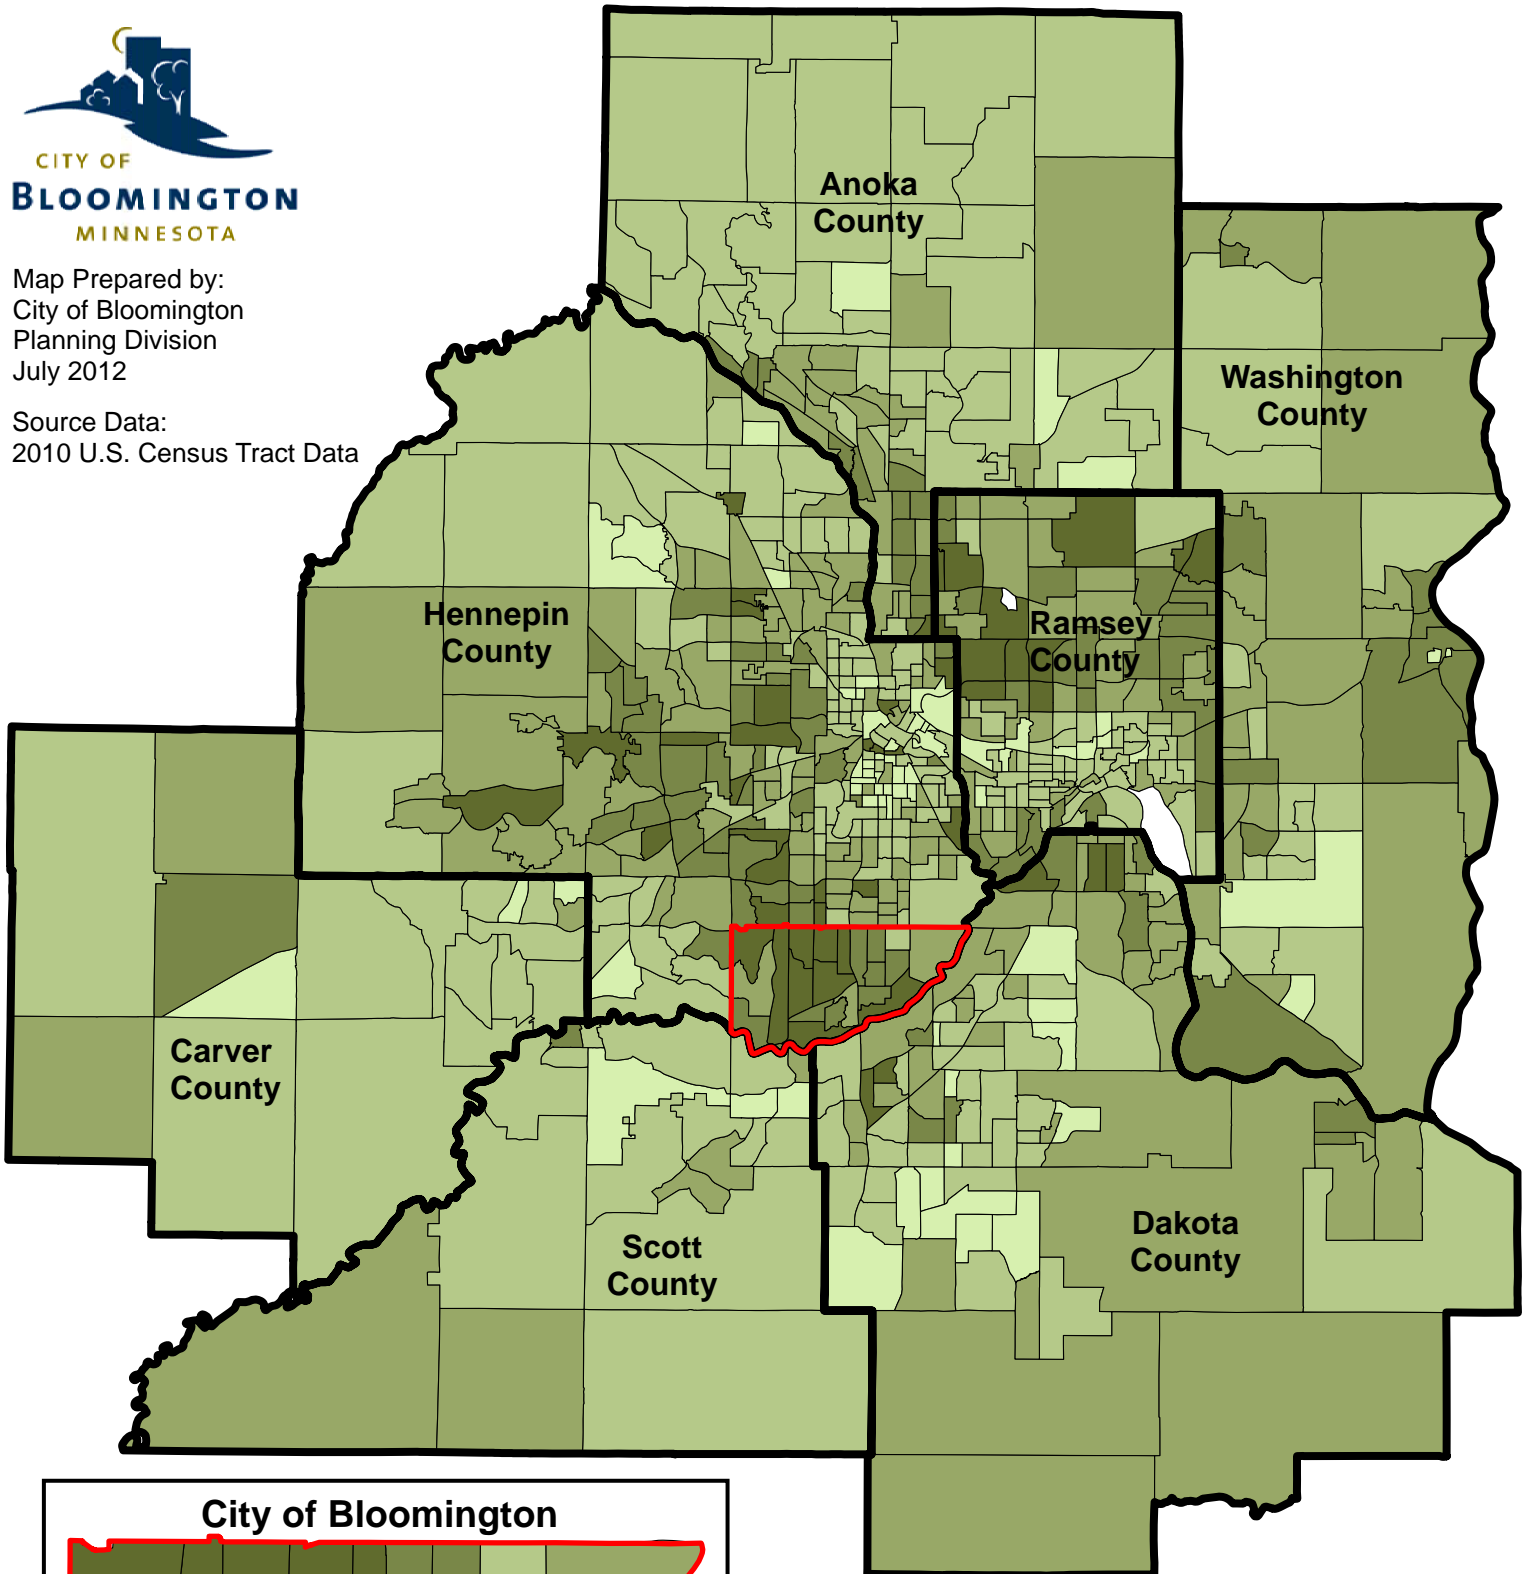 CITY OF
BLOOMINGTON
MINNESOTA
Map Prepared by:
City of Bloomington
Planning Division
July 2012
Source Data:
2010 U.S. Census Tract Data
Anoka
County
Washington
County
Hennepin
County
Ramsey
County
Carver
County
Scott
County
Dakota
County
City of Bloomington